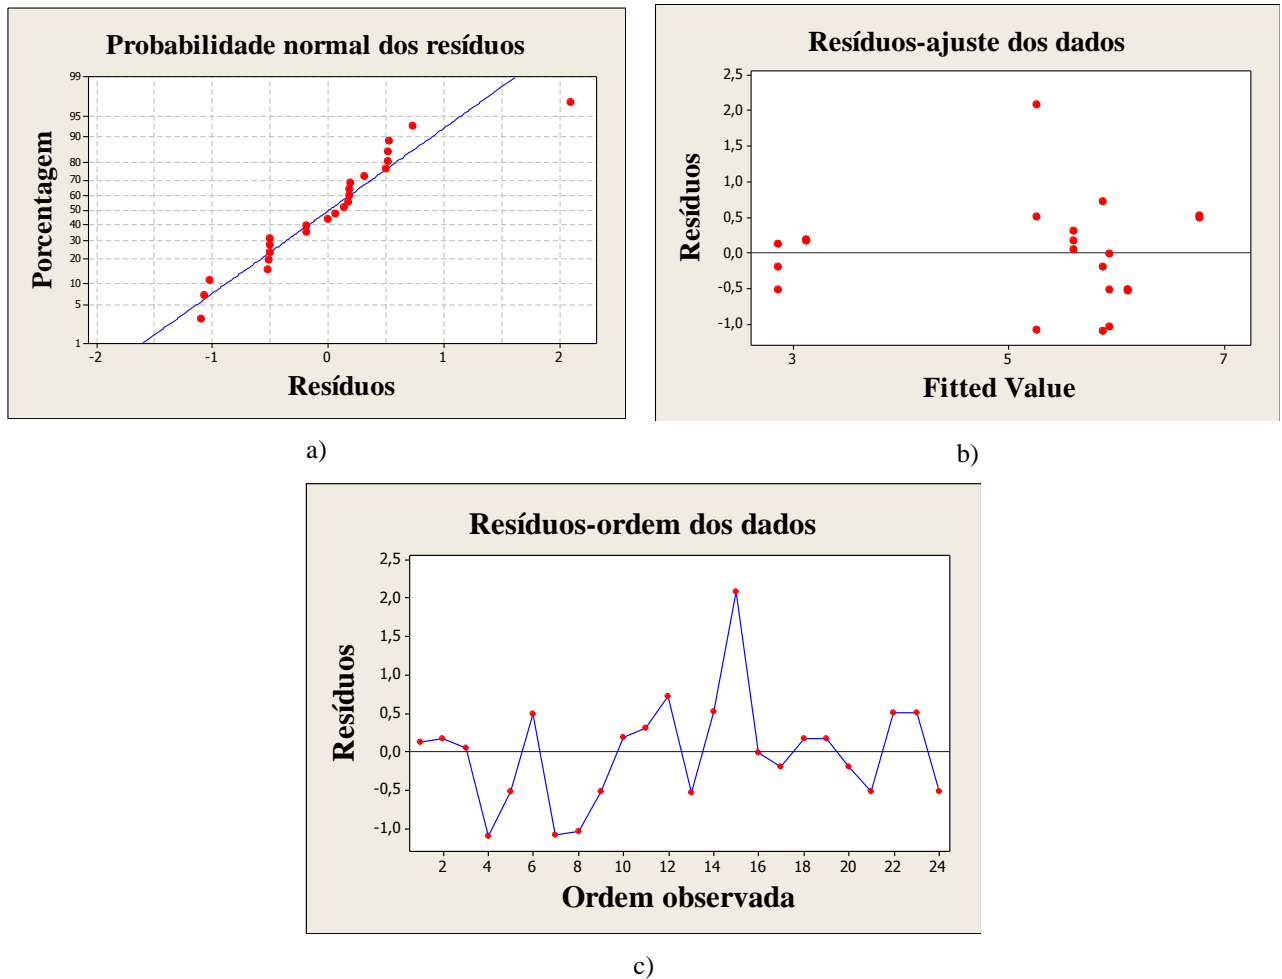 Probabilidade normal dos resíduos
Porcentagem
99
95
90
80
70
60
50
40
30
20
10
5
1
-2
-1
0
1
2
Resíduos
a)
Resíduos-ajuste dos dados
Resíduos
2,5
2,0
1,5
1,0
0,5
0,0
-0,5
-1,0
3
5
7
Fitted Value
b)
Resíduos-ordem dos dados
Resíduos
2,5
2,0
1,5
1,0
0,5
0,0
-0,5
-1,0
2 4 6 8 10 12 14 16 18 20 22 24
Ordem observada
c)